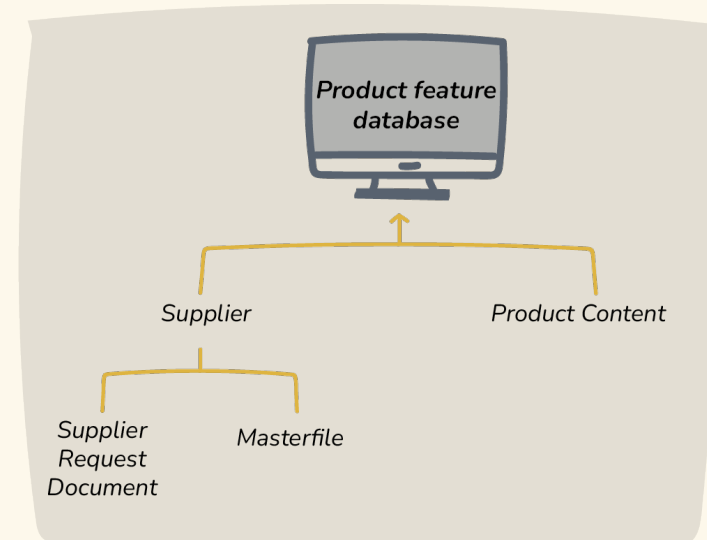 Product feature
database
Supplier
Product Content
Supplier
Request
Document
Masterfile